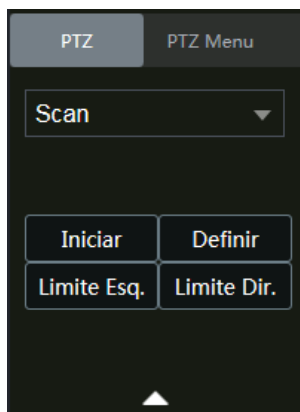 PTZ PTZ Menu
Scan
Iniciar Definir
Limite Esq. Limite Dir.